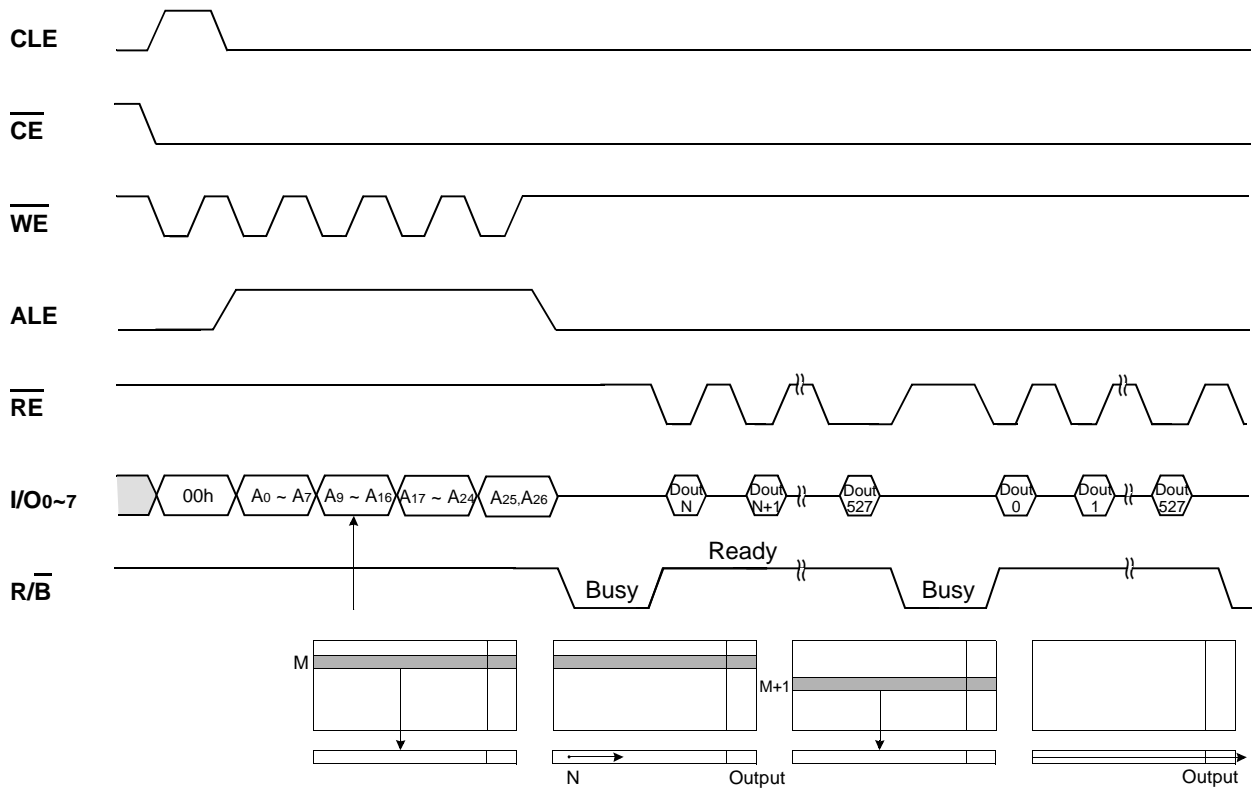 CLE
CE
WE
ALE
RE
I/O0~7
00h
A0 ~ A7
A9 ~ A16
A17 ~ A24
A25,A26
Dout
N
Dout
N+1
Dout
527
Dout
0
Dout
1
Dout
527
R/B
Busy
Ready
Busy
M
M+1
N
Output
Output